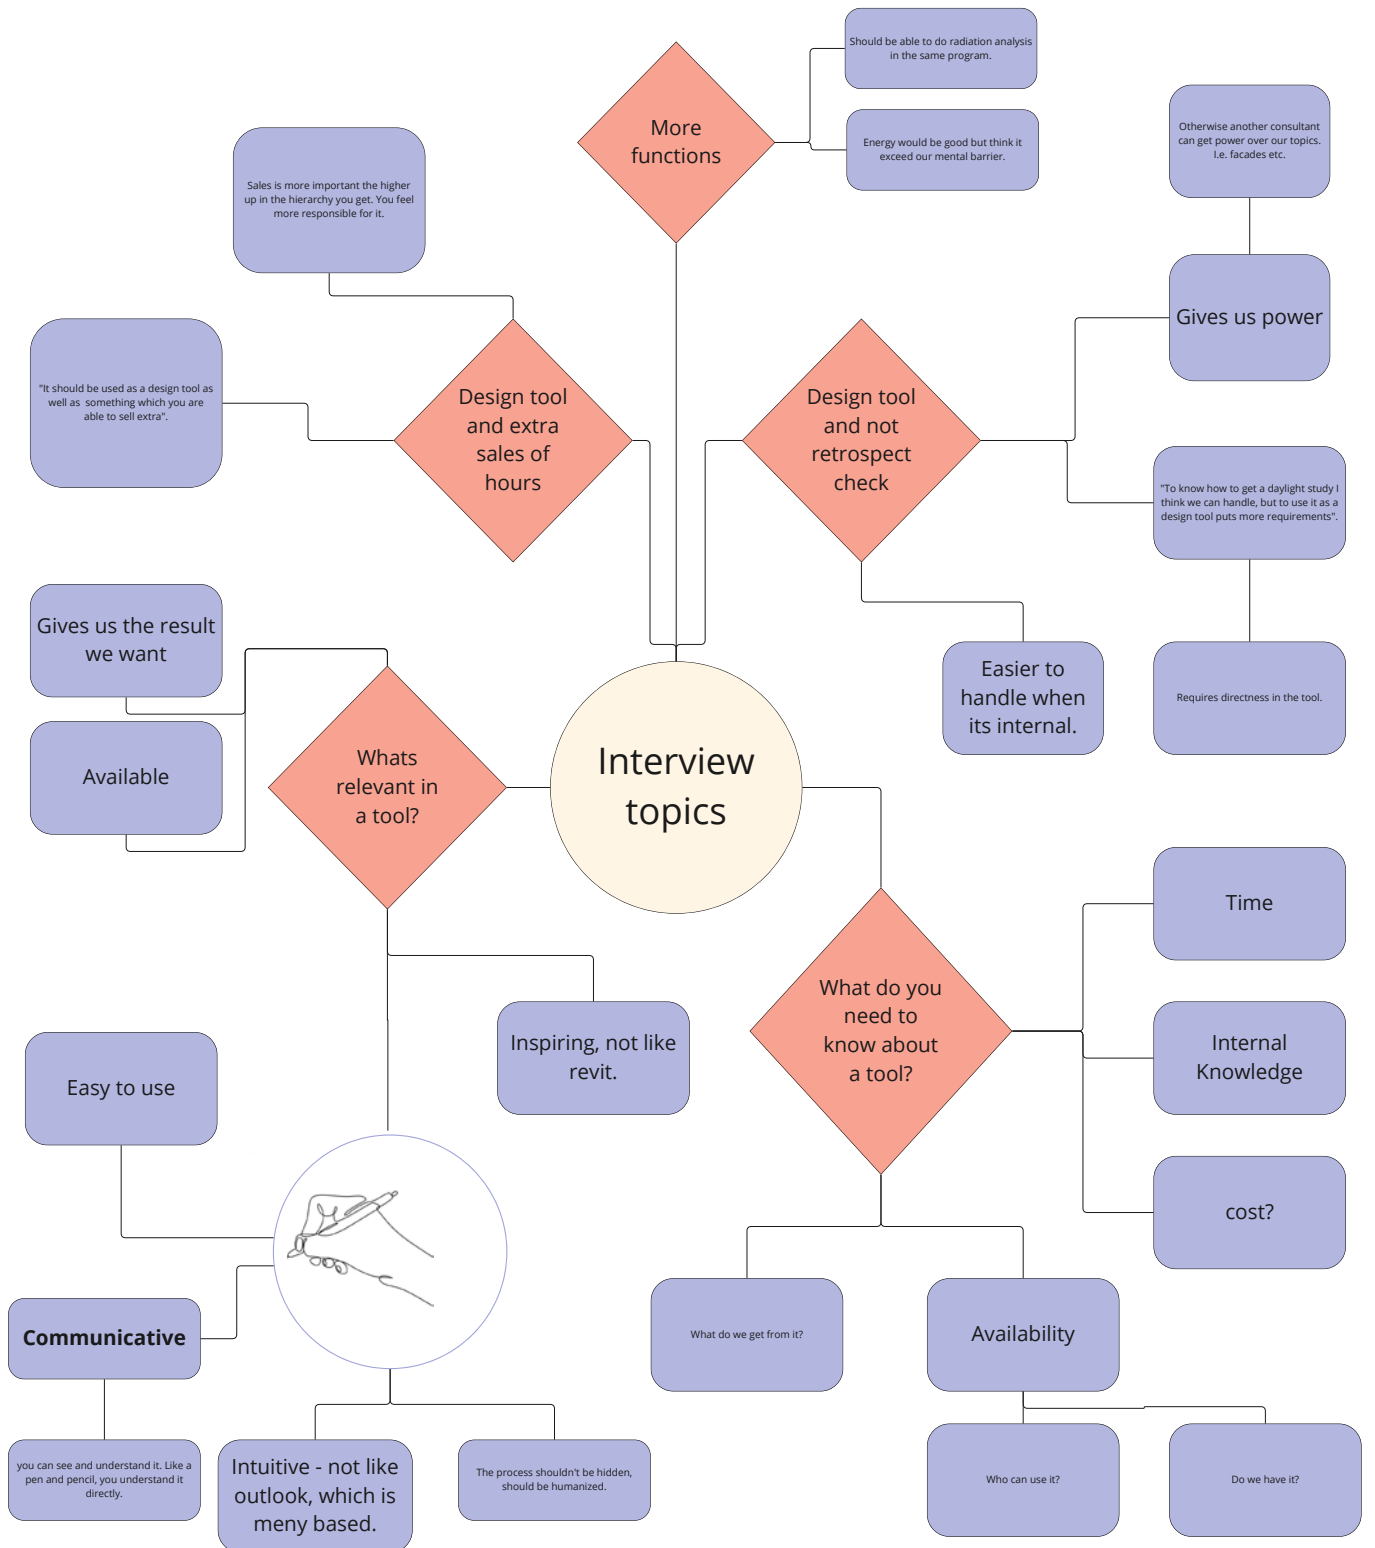 Should be able to do radiation analysis
in the same program.
More
functions
Energy would be good but think it
exceed our mental barrier.
Otherwise another consultant
can get power over our topics.
I.e. facades etc.
Sales is more important the higher
up in the hierarchy you get. You feel
more responsible for it.
Gives us power
"It should be used as a design tool as
well as  something which you are
able to sell extra".
Design tool
and extra
sales of
hours
Design tool
and not
retrospect
check
"To know how to get a daylight study I
think we can handle, but to use it as a
design tool puts more requirements".
Gives us the result
we want
Easier to
handle when
its internal.
Requires directness in the tool.
Available
Whats
relevant in
a tool?
Interview
topics
Time
What do you
need to
know about
a tool?
Internal
Knowledge
Inspiring, not like
revit.
Easy to use
cost?
Communicative
What do we get from it?
Availability
you can see and understand it. Like a
pen and pencil, you understand it
directly.
Intuitive - not like
outlook, which is
meny based.
The process shouldn't be hidden,
should be humanized.
Who can use it?
Do we have it?